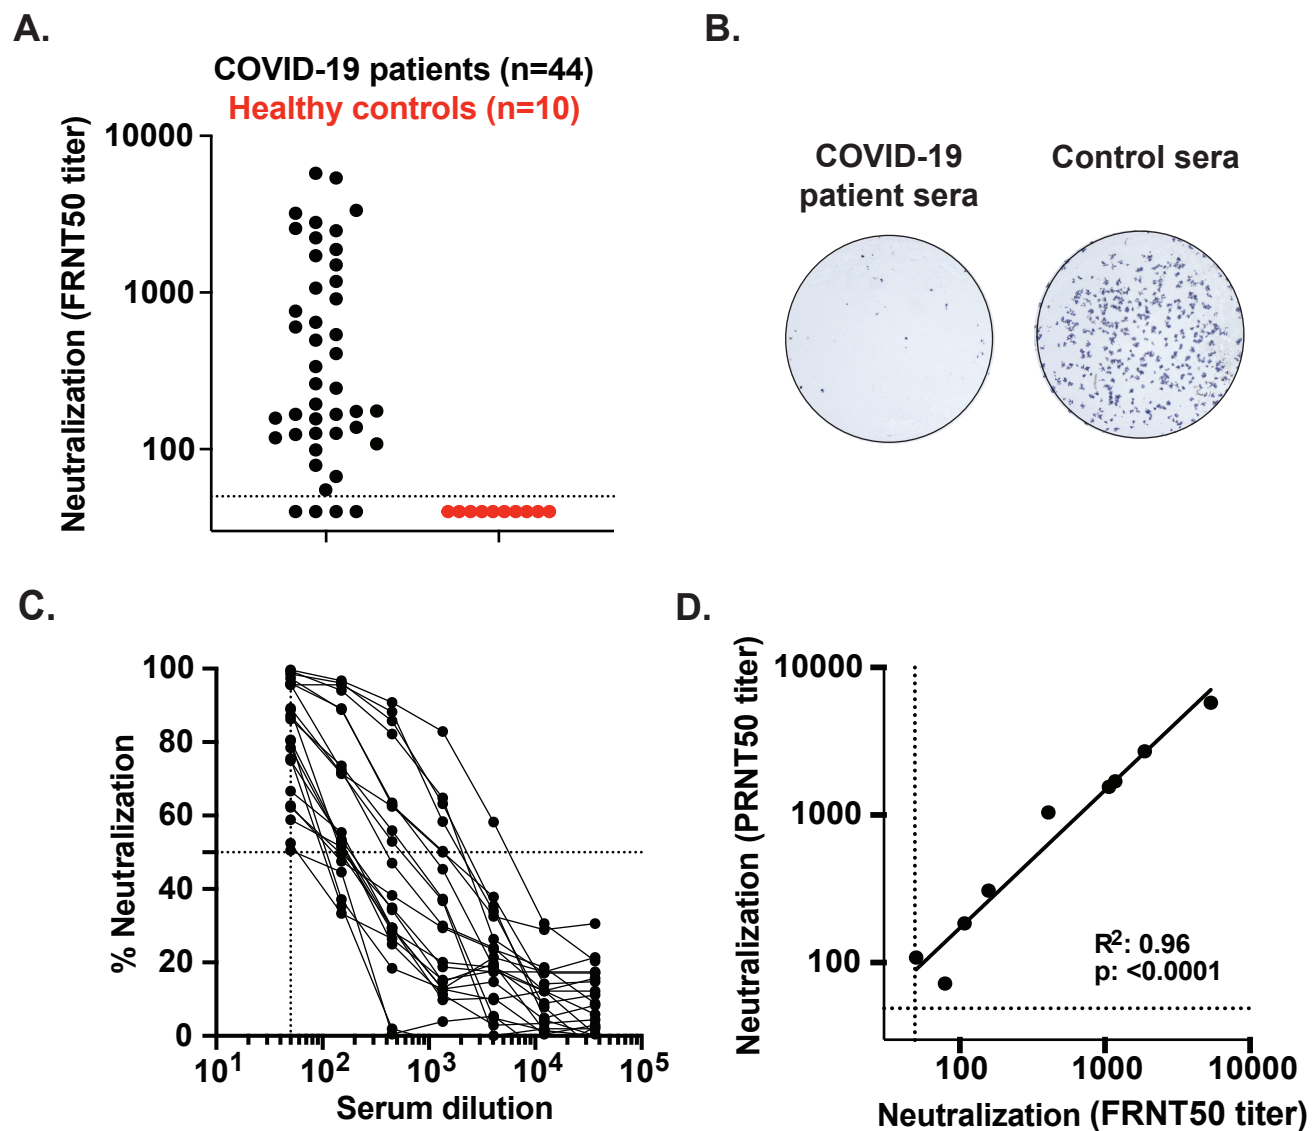 A.
COVID-19 patients (n=44)
Healthy controls (n=10)
Neutralization (FRNT50 titer)
10000
1000
100
B.
COVID-19
patient sera
Control sera
C.
% Neutralization
100
80
60
40
20
0
10¹
10²
10³
10⁴
10⁵
Serum dilution
D.
Neutralization (PRNT50 titer)
10000
1000
100
R²: 0.96
p: <0.0001
100
1000
10000
Neutralization (FRNT50 titer)